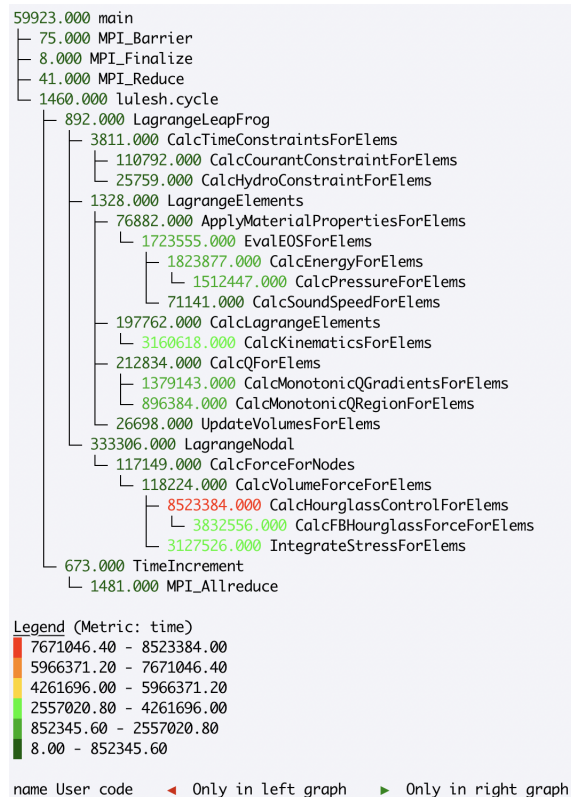 59923.000 main
├─ 75.000 MPI_Barrier
├─ 8.000 MPI_Finalize
├─ 41.000 MPI_Reduce
└─ 1460.000 lulesh.cycle
   ├─ 892.000 LagrangeLeapFrog
   │  ├─ 3811.000 CalcTimeConstraintsForElems
   │  │  ├─ 110792.000 CalcCourantConstraintForElems
   │  │  └─ 25759.000 CalcHydroConstraintForElems
   │  ├─ 1328.000 LagrangeElements
   │  │  ├─ 76882.000 ApplyMaterialPropertiesForElems
   │  │  │  └─ 1723555.000 EvalEOSForElems
   │  │  │     ├─ 1823877.000 CalcEnergyForElems
   │  │  │     │  └─ 1512447.000 CalcPressureForElems
   │  │  │     └─ 71141.000 CalcSoundSpeedForElems
   │  │  ├─ 197762.000 CalcLagrangeElements
   │  │  │  └─ 3160618.000 CalcKinematicsForElems
   │  │  ├─ 212834.000 CalcQForElems
   │  │  │  ├─ 1379143.000 CalcMonotonicQGradientsForElems
   │  │  │  └─ 896384.000 CalcMonotonicQRegionForElems
   │  │  └─ 26698.000 UpdateVolumesForElems
   │  └─ 333306.000 LagrangeNodal
   │     └─ 117149.000 CalcForceForNodes
   │        └─ 118224.000 CalcVolumeForceForElems
   │           ├─ 8523384.000 CalcHourglassControlForElems
   │           │  └─ 3832556.000 CalcFBHourglassForceForElems
   │           └─ 3127526.000 IntegrateStressForElems
   └─ 673.000 TimeIncrement
      └─ 1481.000 MPI_Allreduce
Legend (Metric: time)
7671046.40 - 8523384.00
5966371.20 - 7671046.40
4261696.00 - 5966371.20
2557020.80 - 4261696.00
852345.60 - 2557020.80
8.00 - 852345.60
name User code ◀ Only in left graph ▶ Only in right graph